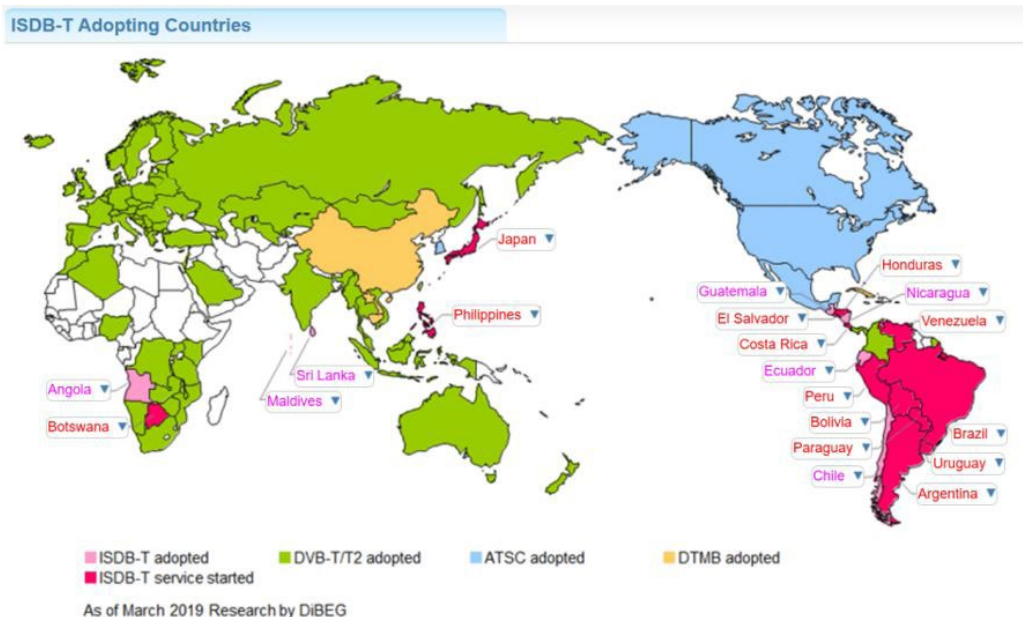 ISDB-T Adopting Countries
Japan
Honduras
Guatemala
Nicaragua
Philippines
El Salvador
Venezuela
Costa Rica
Sri Lanka
Ecuador
Angola
Maldives
Peru
Botswana
Bolivia
Brazil
Paraguay
Uruguay
Chile
Argentina
ISDB-T adopted
DVB-T/T2 adopted
ATSC adopted
DTMB adopted
ISDB-T service started
As of March 2019 Research by DiBEG